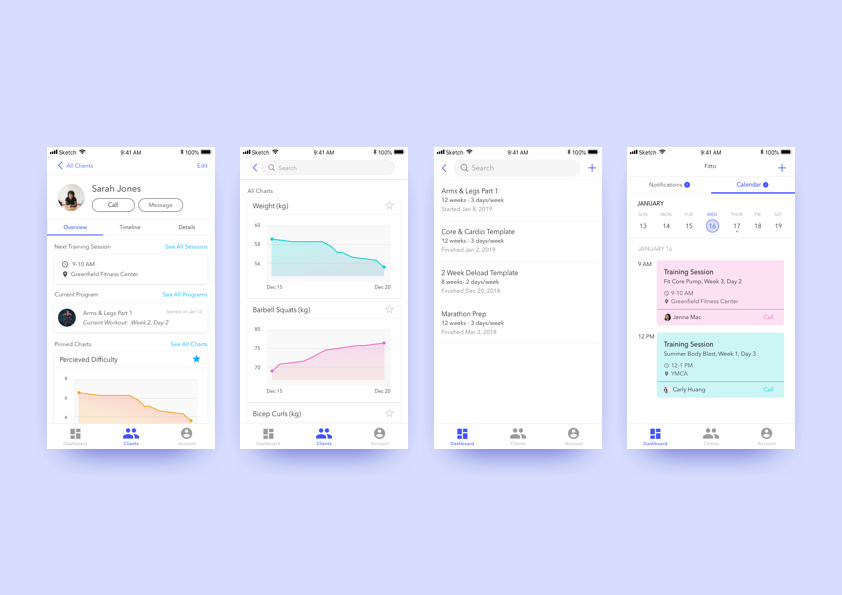 Sketch 9:41 AM 100%
All Clients Edit
Sarah Jones
Call Message
Overview Timeline Details
Next Training Session See All Sessions
9-10 AM
Greenfield Fitness Center
Current Program See All Programs
Arms & Legs Part 1 Started on Jan 12
Current Workout: Week 2, Day 2
Pinned Charts See All Charts
Percieved Difficulty
8
6
4
Dashboard Clients Account
Sketch 9:41 AM 100%
Search
All Charts
Weight (kg)
60
58
56
Dec 15 Dec 20
Barbell Squats (kg)
80
75
70
Dec 15 Dec 20
Bicep Curls (kg)
Dashboard Clients Account
Sketch 9:41 AM 100%
Search
Arms & Legs Part 1
12 weeks - 3 days/week
Started Jan 8, 2019
Core & Cardio Template
12 weeks - 3 days/week
Finished Jan 2, 2019
2 Week Deload Template
8 weeks- 2 days/week
Finished Dec 20, 2018
Marathon Prep
12 weeks - 3 days/week
Finished Mar 3, 2018
Dashboard Clients Account
Sketch 9:41 AM 100%
Fitto
Notifications Calendar
JANUARY
SUN MON TUE WED THUR FRI SAT
13 14 15 16 17 18 19
JANUARY 16
9 AM
Training Session
Fit Core Pump, Week 3, Day 2
9-10 AM
Greenfield Fitness Center
Jenna Mac Call
12 PM
Training Session
Summer Body Blast, Week 1, Day 3
12-1 PM
YMCA
Carly Huang Call
Dashboard Clients Account